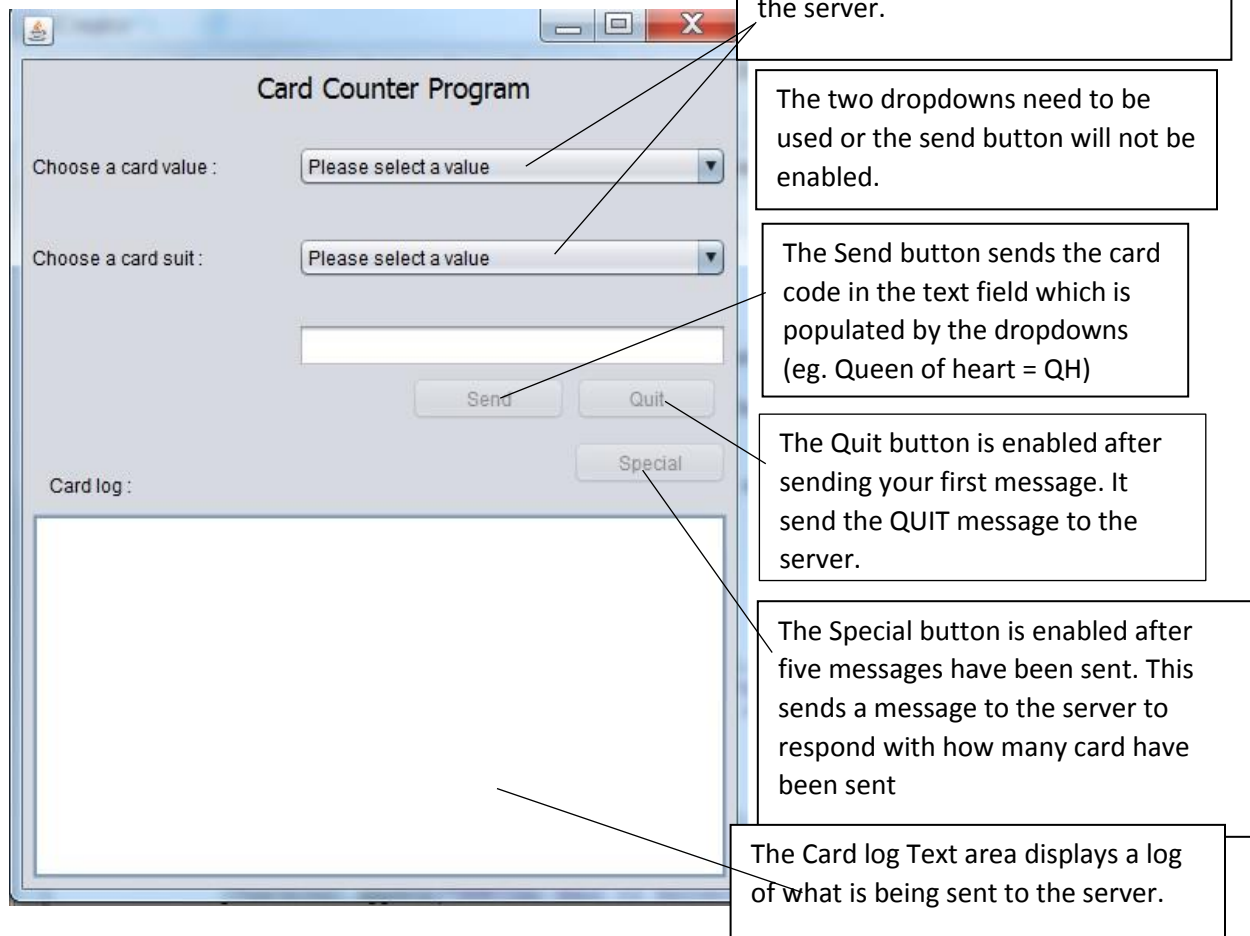 the server.
Card Counter Program
Choose a card value :
Please select a value
Choose a card suit :
Please select a value
Send
Quit
Special
Card log :
The two dropdowns need to be
used or the send button will not be
enabled.
The Send button sends the card
code in the text field which is
populated by the dropdowns
(eg. Queen of heart = QH)
The Quit button is enabled after
sending your first message. It
send the QUIT message to the
server.
The Special button is enabled after
five messages have been sent. This
sends a message to the server to
respond with how many card have
been sent
The Card log Text area displays a log
of what is being sent to the server.